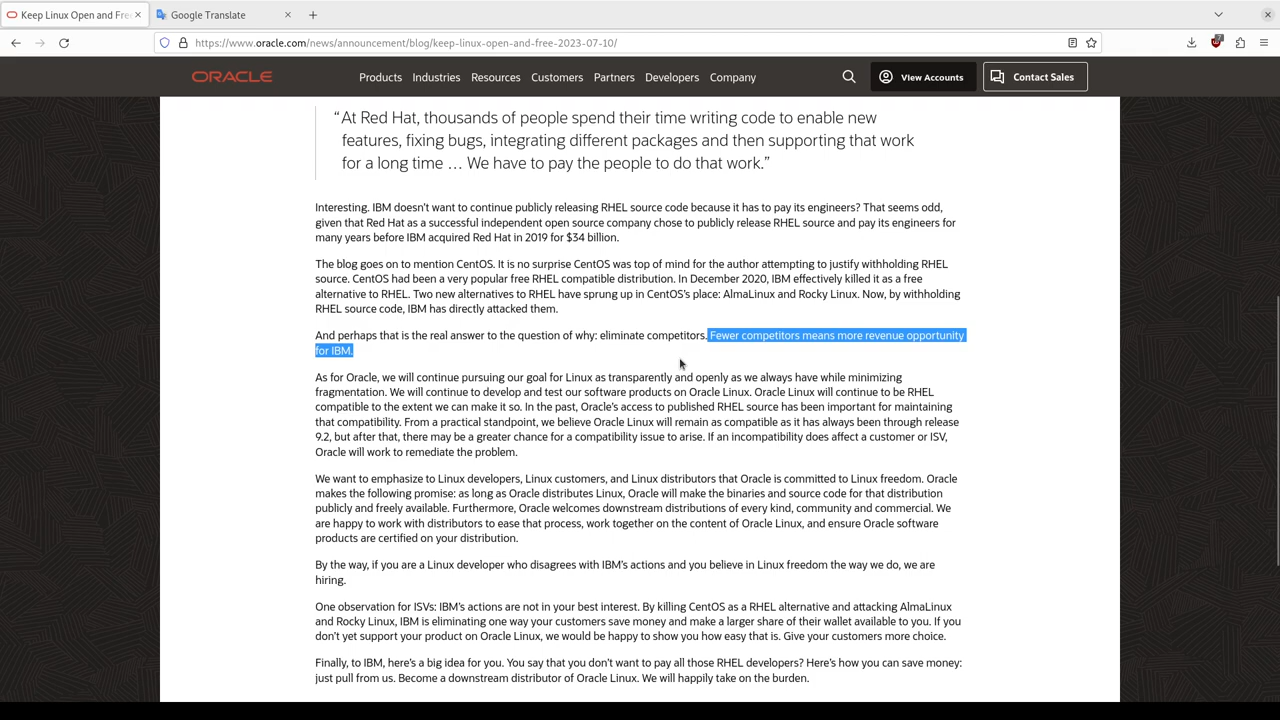 Keep Linux Open and Fre
Google Translate
https://www.oracle.com/news/announcement/blog/keep-linux-open-and-free-2023-07-10/
7
ORACLE
Products
Industries
Resources
Customers
Partners
Developers
Company
View Accounts
Contact Sales
“At Red Hat, thousands of people spend their time writing code to enable new
features, fixing bugs, integrating different packages and then supporting that work
for a long time … We have to pay the people to do that work.”
Interesting. IBM doesn’t want to continue publicly releasing RHEL source code because it has to pay its engineers? That seems odd,
given that Red Hat as a successful independent open source company chose to publicly release RHEL source and pay its engineers for
many years before IBM acquired Red Hat in 2019 for $34 billion.
The blog goes on to mention CentOS. It is no surprise CentOS was top of mind for the author attempting to justify withholding RHEL
source. CentOS had been a very popular free RHEL compatible distribution. In December 2020, IBM effectively killed it as a free
alternative to RHEL. Two new alternatives to RHEL have sprung up in CentOS’s place: AlmaLinux and Rocky Linux. Now, by withholding
RHEL source code, IBM has directly attacked them.
And perhaps that is the real answer to the question of why: eliminate competitors. Fewer competitors means more revenue opportunity
for IBM.
As for Oracle, we will continue pursuing our goal for Linux as transparently and openly as we always have while minimizing
fragmentation. We will continue to develop and test our software products on Oracle Linux. Oracle Linux will continue to be RHEL
compatible to the extent we can make it so. In the past, Oracle’s access to published RHEL source has been important for maintaining
that compatibility. From a practical standpoint, we believe Oracle Linux will remain as compatible as it has always been through release
9.2, but after that, there may be a greater chance for a compatibility issue to arise. If an incompatibility does affect a customer or ISV,
Oracle will work to remediate the problem.
We want to emphasize to Linux developers, Linux customers, and Linux distributors that Oracle is committed to Linux freedom. Oracle
makes the following promise: as long as Oracle distributes Linux, Oracle will make the binaries and source code for that distribution
publicly and freely available. Furthermore, Oracle welcomes downstream distributions of every kind, community and commercial. We
are happy to work with distributors to ease that process, work together on the content of Oracle Linux, and ensure Oracle software
products are certified on your distribution.
By the way, if you are a Linux developer who disagrees with IBM’s actions and you believe in Linux freedom the way we do, we are
hiring.
One observation for ISVs: IBM’s actions are not in your best interest. By killing CentOS as a RHEL alternative and attacking AlmaLinux
and Rocky Linux, IBM is eliminating one way your customers save money and make a larger share of their wallet available to you. If you
don’t yet support your product on Oracle Linux, we would be happy to show you how easy that is. Give your customers more choice.
Finally, to IBM, here’s a big idea for you. You say that you don’t want to pay all those RHEL developers? Here’s how you can save money:
just pull from us. Become a downstream distributor of Oracle Linux. We will happily take on the burden.